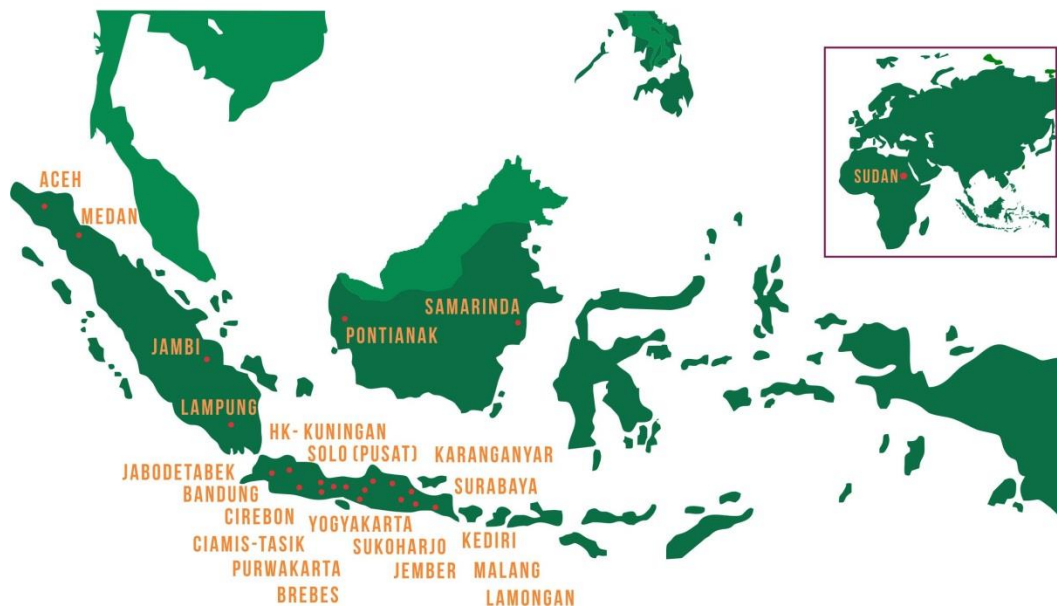 ACEH
MEDAN
SUDAN
SAMARINDA
PONTIANAK
JAMBI
LAMPUNG
HK- KUNINGAN
SOLO (PUSAT)
KARANGANYAR
JABODETABEK
BANDUNG
SURABAYA
CIREBON
YOGYAKARTA
CIAMIS-TASIK
SUKOHARJO
KEDIRI
PURWAKARTA
JEMBER
MALANG
BREBES
LAMONGAN